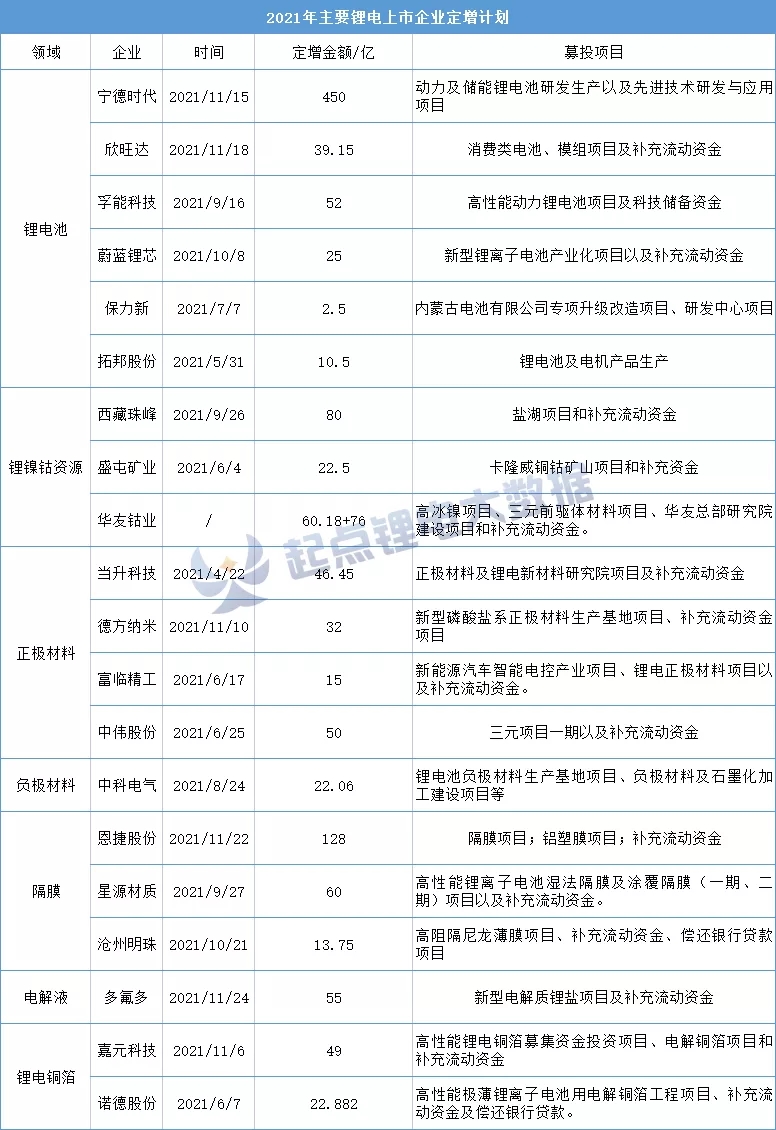 2021年主要锂电上市企业定增计划
领域 企业 时间 定增金额/亿 募投项目
锂电池
宁德时代 2021/11/15 450 动力及储能锂电池研发生产以及先进技术研发与应用
项目
欣旺达 2021/11/18 39.15 消费类电池、模组项目及补充流动资金
孚能科技 2021/9/16 52 高性能动力锂电池项目及科技储备资金
蔚蓝锂芯 2021/10/8 25 新型锂离子电池产业化项目以及补充流动资金
保力新 2021/7/7 2.5 内蒙古电池有限公司专项升级改造项目、研发中心项目
拓邦股份 2021/5/31 10.5 锂电池及电机产品生产
锂镍钴资源
西藏珠峰 2021/9/26 80 盐湖项目和补充流动资金
盛屯矿业 2021/6/4 22.5 卡隆威铜钴矿山项目和补充资金
华友钴业 / 60.18+76 高冰镍项目、三元前驱体材料项目、华友总部研究院
建设项目和补充流动资金。
起点锂电大数据
正极材料
当升科技 2021/4/22 46.45 正极材料及锂电新材料研究院项目及补充流动资金
德方纳米 2021/11/10 32 新型磷酸盐系正极材料生产基地项目、补充流动资金
项目
富临精工 2021/6/17 15 新能源汽车智能电控产业项目、锂电正极材料项目以
及补充流动资金。
中伟股份 2021/6/25 50 三元项目一期以及补充流动资金
负极材料
中科电气 2021/8/24 22.06 锂电池负极材料生产基地项目、负极材料及石墨化加
工建设项目等
隔膜
恩捷股份 2021/11/22 128 隔膜项目；铝塑膜项目；补充流动资金
星源材质 2021/9/27 60 高性能锂离子电池湿法隔膜及涂覆隔膜（一期、二
期）项目以及补充流动资金。
沧州明珠 2021/10/21 13.75 高阻隔尼龙薄膜项目、补充流动资金、偿还银行贷款
项目
电解液
多氟多 2021/11/24 55 新型电解质锂盐项目及补充流动资金
锂电铜箔
嘉元科技 2021/11/6 49 高性能锂电铜箔募集资金投资项目、电解铜箔项目和
补充流动资金
诺德股份 2021/6/7 22.882 高性能极薄锂离子电池用电解铜箔工程项目、补充流
动资金及偿还银行贷款。